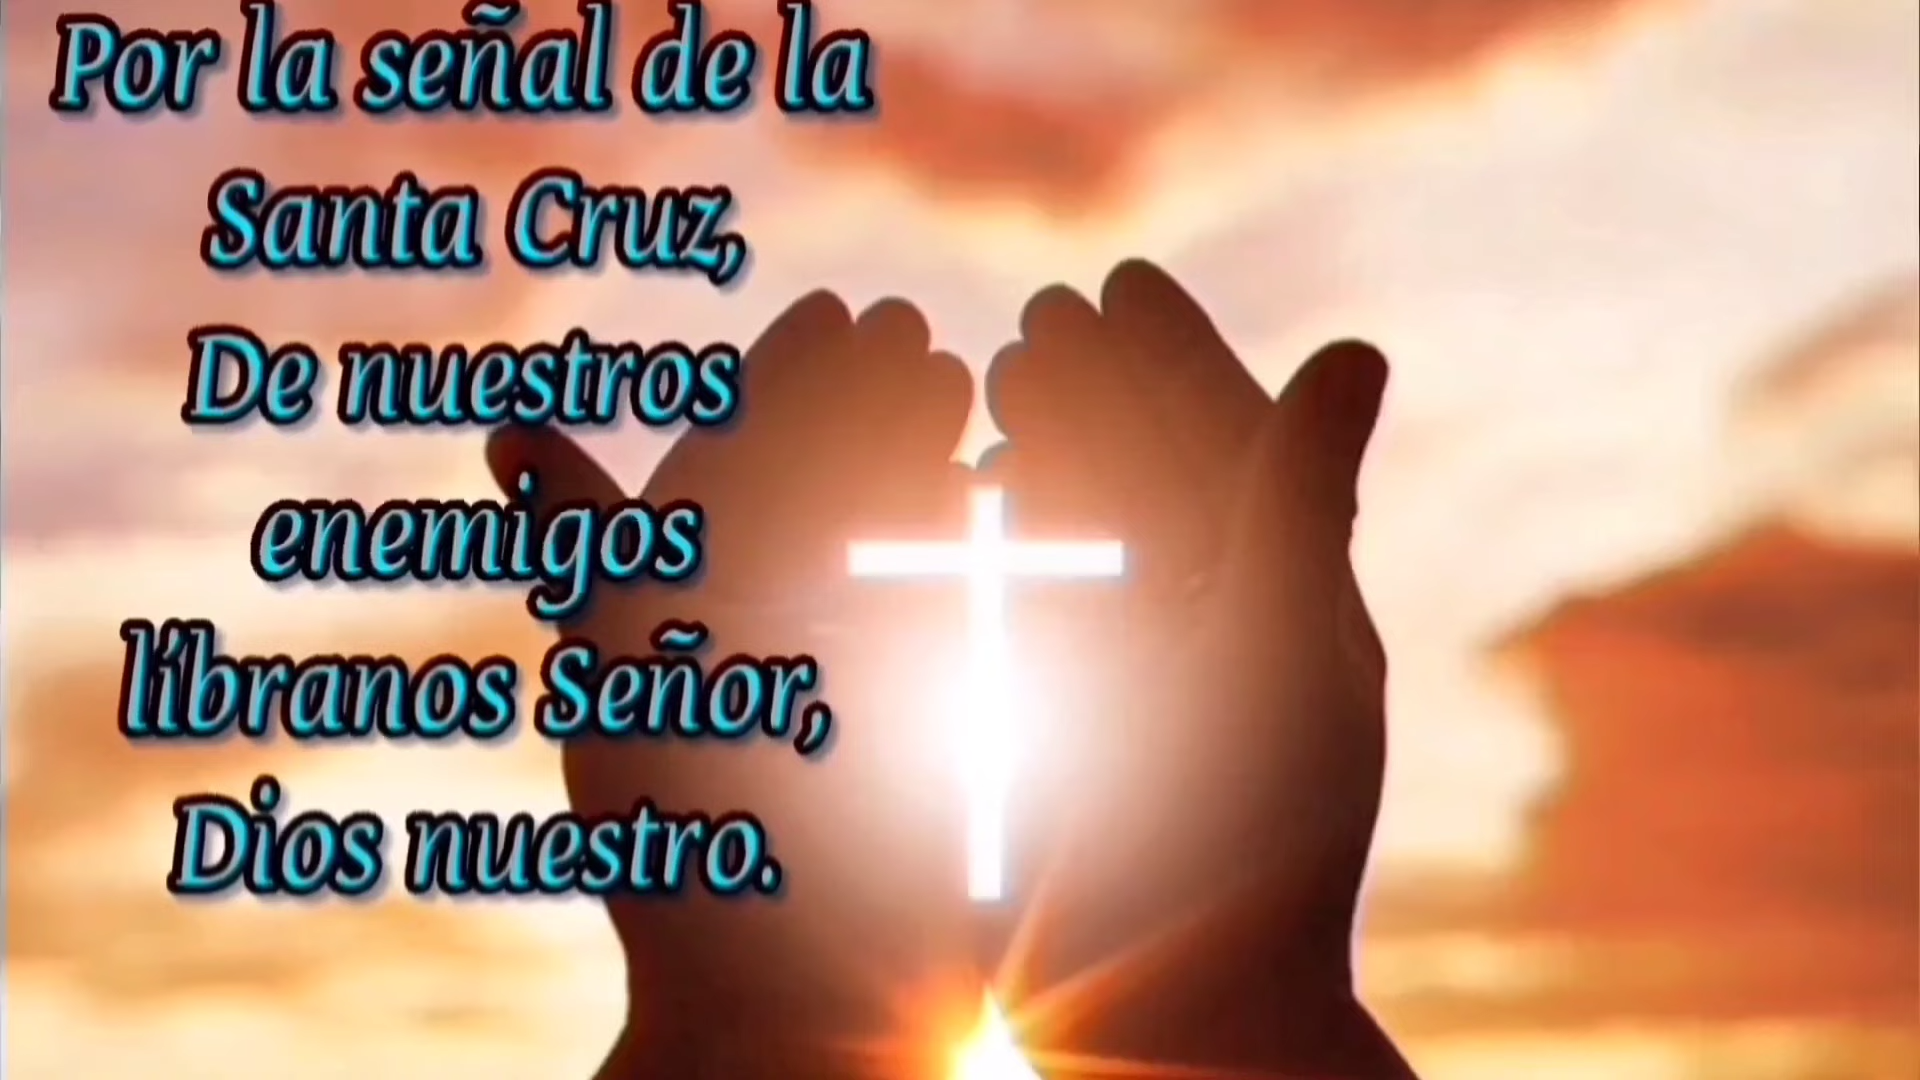 Por la señal de la
Santa Cruz,
De nuestros
enemigos
líbranos Señor,
Dios nuestro.